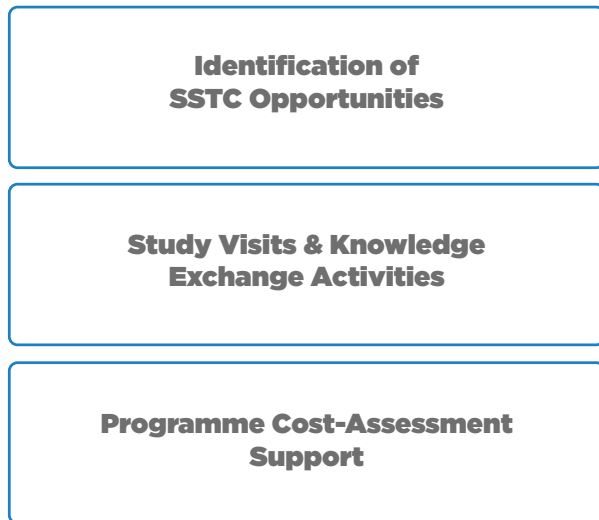 Identification of
SSTC Opportunities
Study Visits & Knowledge
Exchange Activities
Programme Cost-Assessment
Support